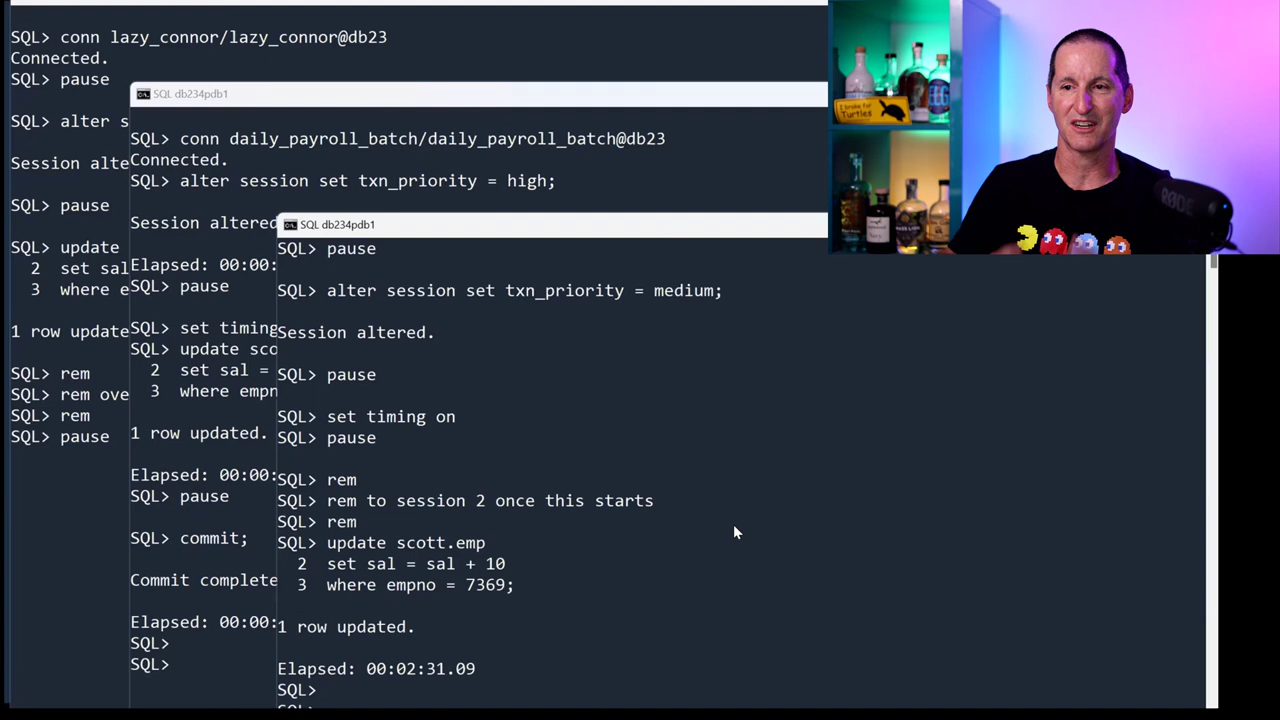 SQL> conn lazy_connor/lazy_connor@db23
Connected.
SQL> pause
SQL> alter s
Session alte
SQL> pause
SQL> update
2 set sal
3 where e
1 row update
SQL> rem
SQL> rem ove
SQL> rem
SQL> pause
SQL db234pdb1
SQL> conn daily_payroll_batch/daily_payroll_batch@db23
Connected.
SQL> alter session set txn_priority = high;
Session altered
Elapsed: 00:00:
SQL> pause
SQL> set timing
SQL> update sco
2 set sal =
3 where empn
1 row updated.
Elapsed: 00:00:
SQL> pause
SQL> commit;
Commit complete
Elapsed: 00:00:
SQL>
SQL>
SQL db234pdb1
SQL> pause
SQL> alter session set txn_priority = medium;
Session altered.
SQL> pause
SQL> set timing on
SQL> pause
SQL> rem
SQL> rem to session 2 once this starts
SQL> rem
SQL> update scott.emp
2 set sal = sal + 10
3 where empno = 7369;
1 row updated.
Elapsed: 00:02:31.09
SQL>
I brake for
Turtles
RODE